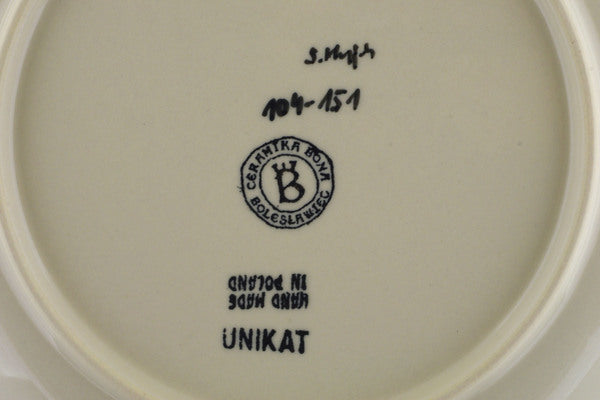 104-151
CERAMIKA BONA
B
BOLESŁAWIEC
HAND MADE
IN POLAND
UNIKAT